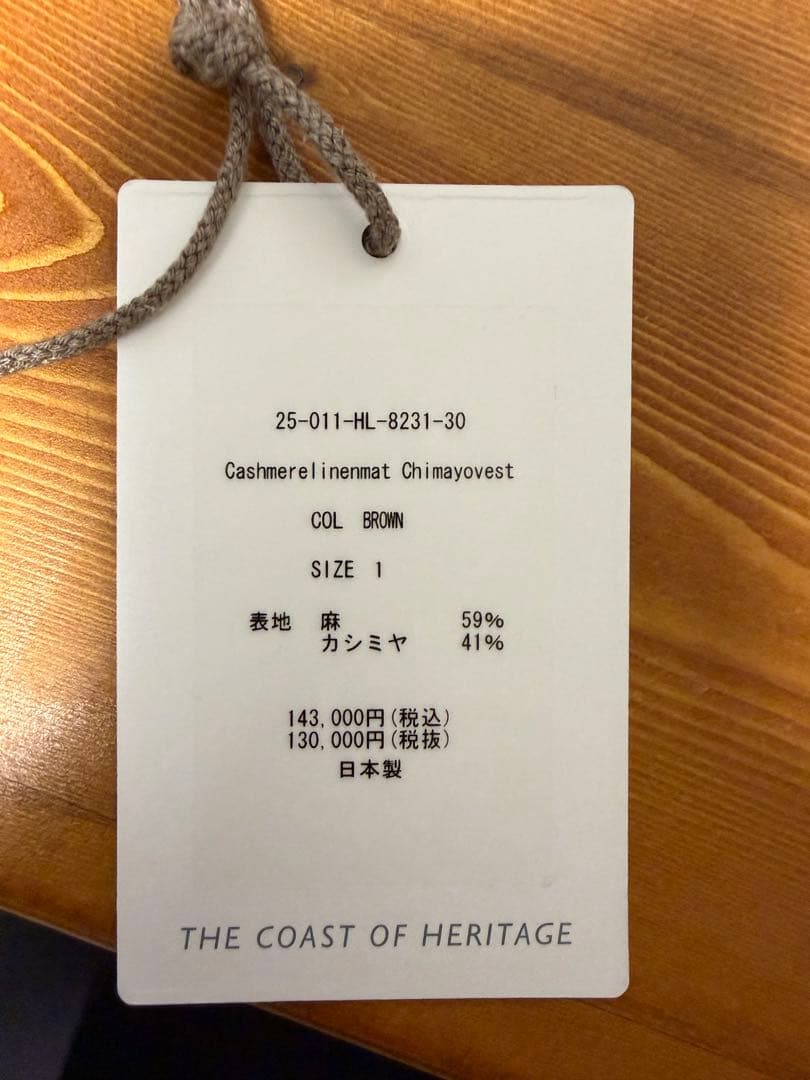 25-011-HL-8231-30
Cashmerelinenmat Chimayovest
COL BROWN
SIZE 1
表地 麻 59%
カシミヤ 41%
143,000円(税込)
130,000円(税抜)
日本製
THE COAST OF HERITAGE